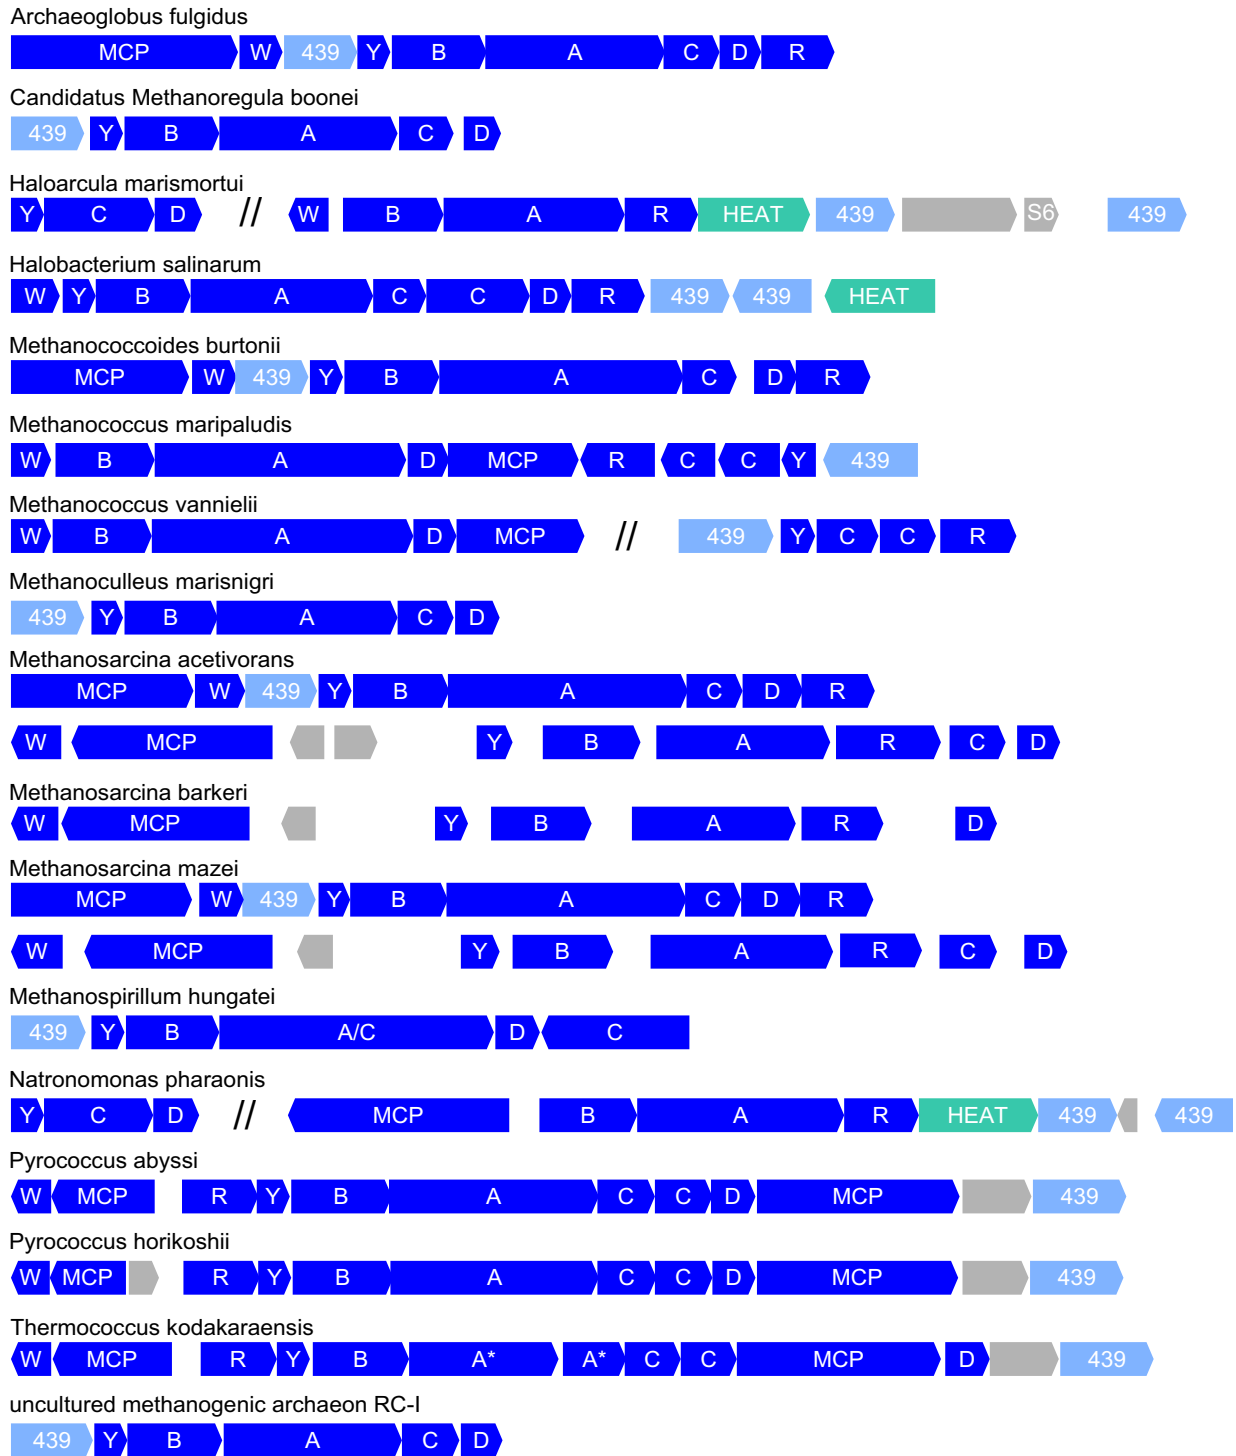 Archaeoglobus fulgidus
MCP W 439 Y B A C D R
Candidatus Methanoregula boonei
439 Y B A C D
Haloarcula marismortui
Y C D // W B A R HEAT 439 S6 439
Halobacterium salinarum
W Y B A C C D R 439 439 HEAT
Methanococcoides burtonii
MCP W 439 Y B A C D R
Methanococcus maripaludis
W B A D MCP R C C Y 439
Methanococcus vannielii
W B A D MCP // 439 Y C C R
Methanoculleus marisnigri
439 Y B A C D
Methanosarcina acetivorans
MCP W 439 Y B A C D R
W MCP Y B A R C D
Methanosarcina barkeri
W MCP Y B A R D
Methanosarcina mazei
MCP W 439 Y B A C D R
W MCP Y B A R C D
Methanospirillum hungatei
439 Y B A/C D C
Natronomonas pharaonis
Y C D // MCP B A R HEAT 439 439
Pyrococcus abyssi
W MCP R Y B A C C D MCP 439
Pyrococcus horikoshii
W MCP R Y B A C C D MCP 439
Thermococcus kodakaraensis
W MCP R Y B A* A* C C MCP D 439
uncultured methanogenic archaeon RC-I
439 Y B A C D